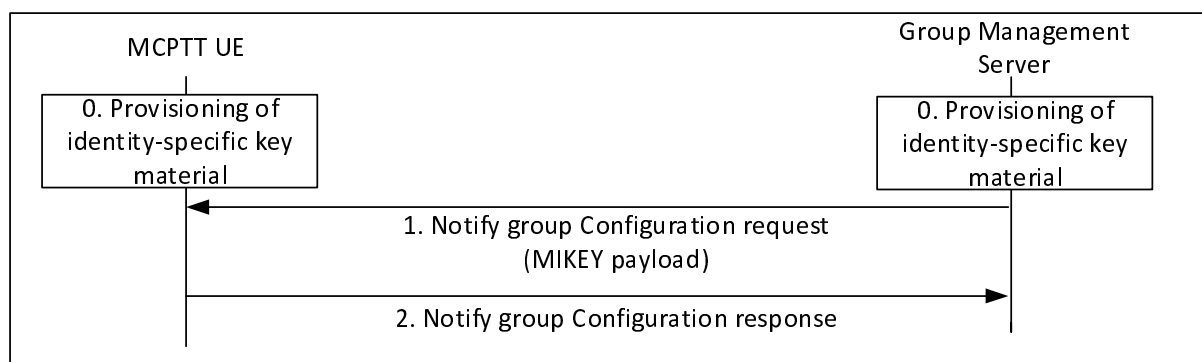 MCPTT UE
Group Management
Server
0. Provisioning of
identity-specific key
material
0. Provisioning of
identity-specific key
material
1. Notify group Configuration request
(MIKEY payload)
2. Notify group Configuration response